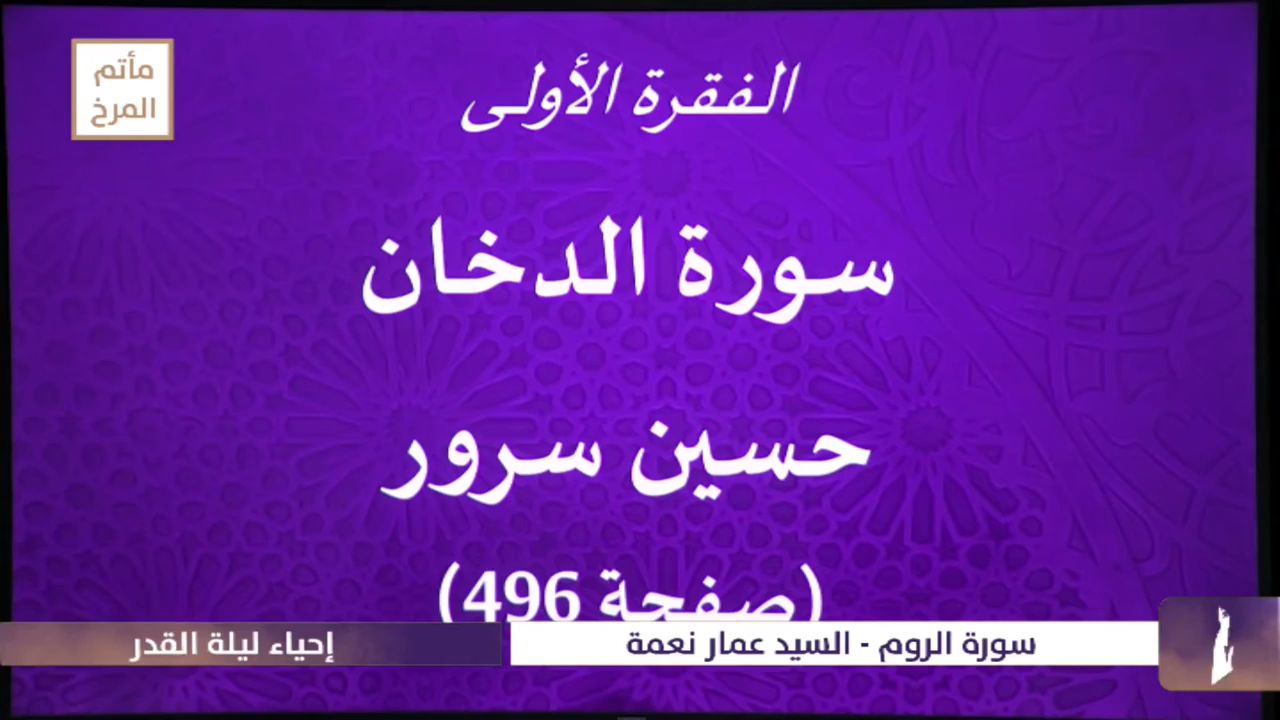 مأتم
المرخ
الفقرة الأولى
سورة الدخان
حسين سرور
(صفحة 496)
سورة الروم - السيد عمار نعمة
إحياء ليلة القدر